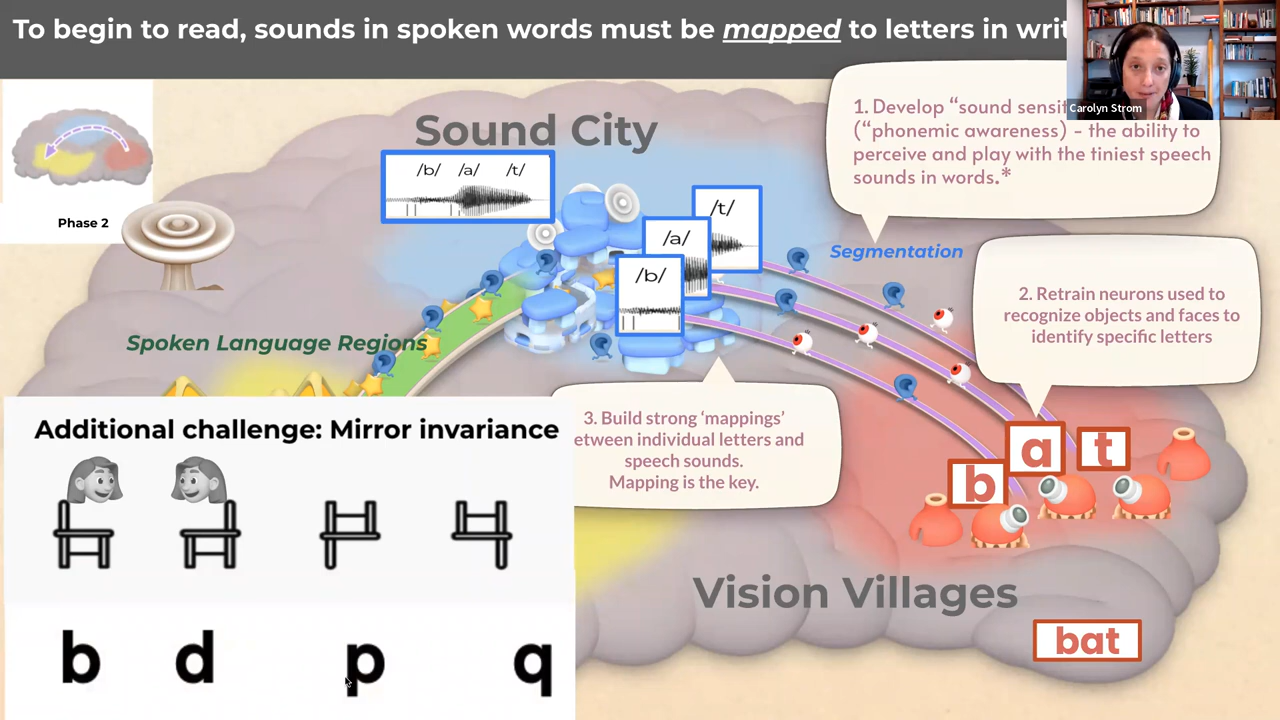 To begin to read, sounds in spoken words must be mapped to letters in
Carolyn Strom
Sound City
1. Develop “sound
(“phonemic awareness) - the ability to
perceive and play with the tiniest speech
sounds in words.*
/b/ /a/ /t/
/t/
/a/
/b/
Phase 2
Segmentation
2. Retrain neurons used to
recognize objects and faces to
identify specific letters
Spoken Language Regions
3. Build strong ‘mappings’
etween individual letters and
speech sounds.
Mapping is the key.
b a t
Additional challenge: Mirror invariance
b d p q
Vision Villages
bat